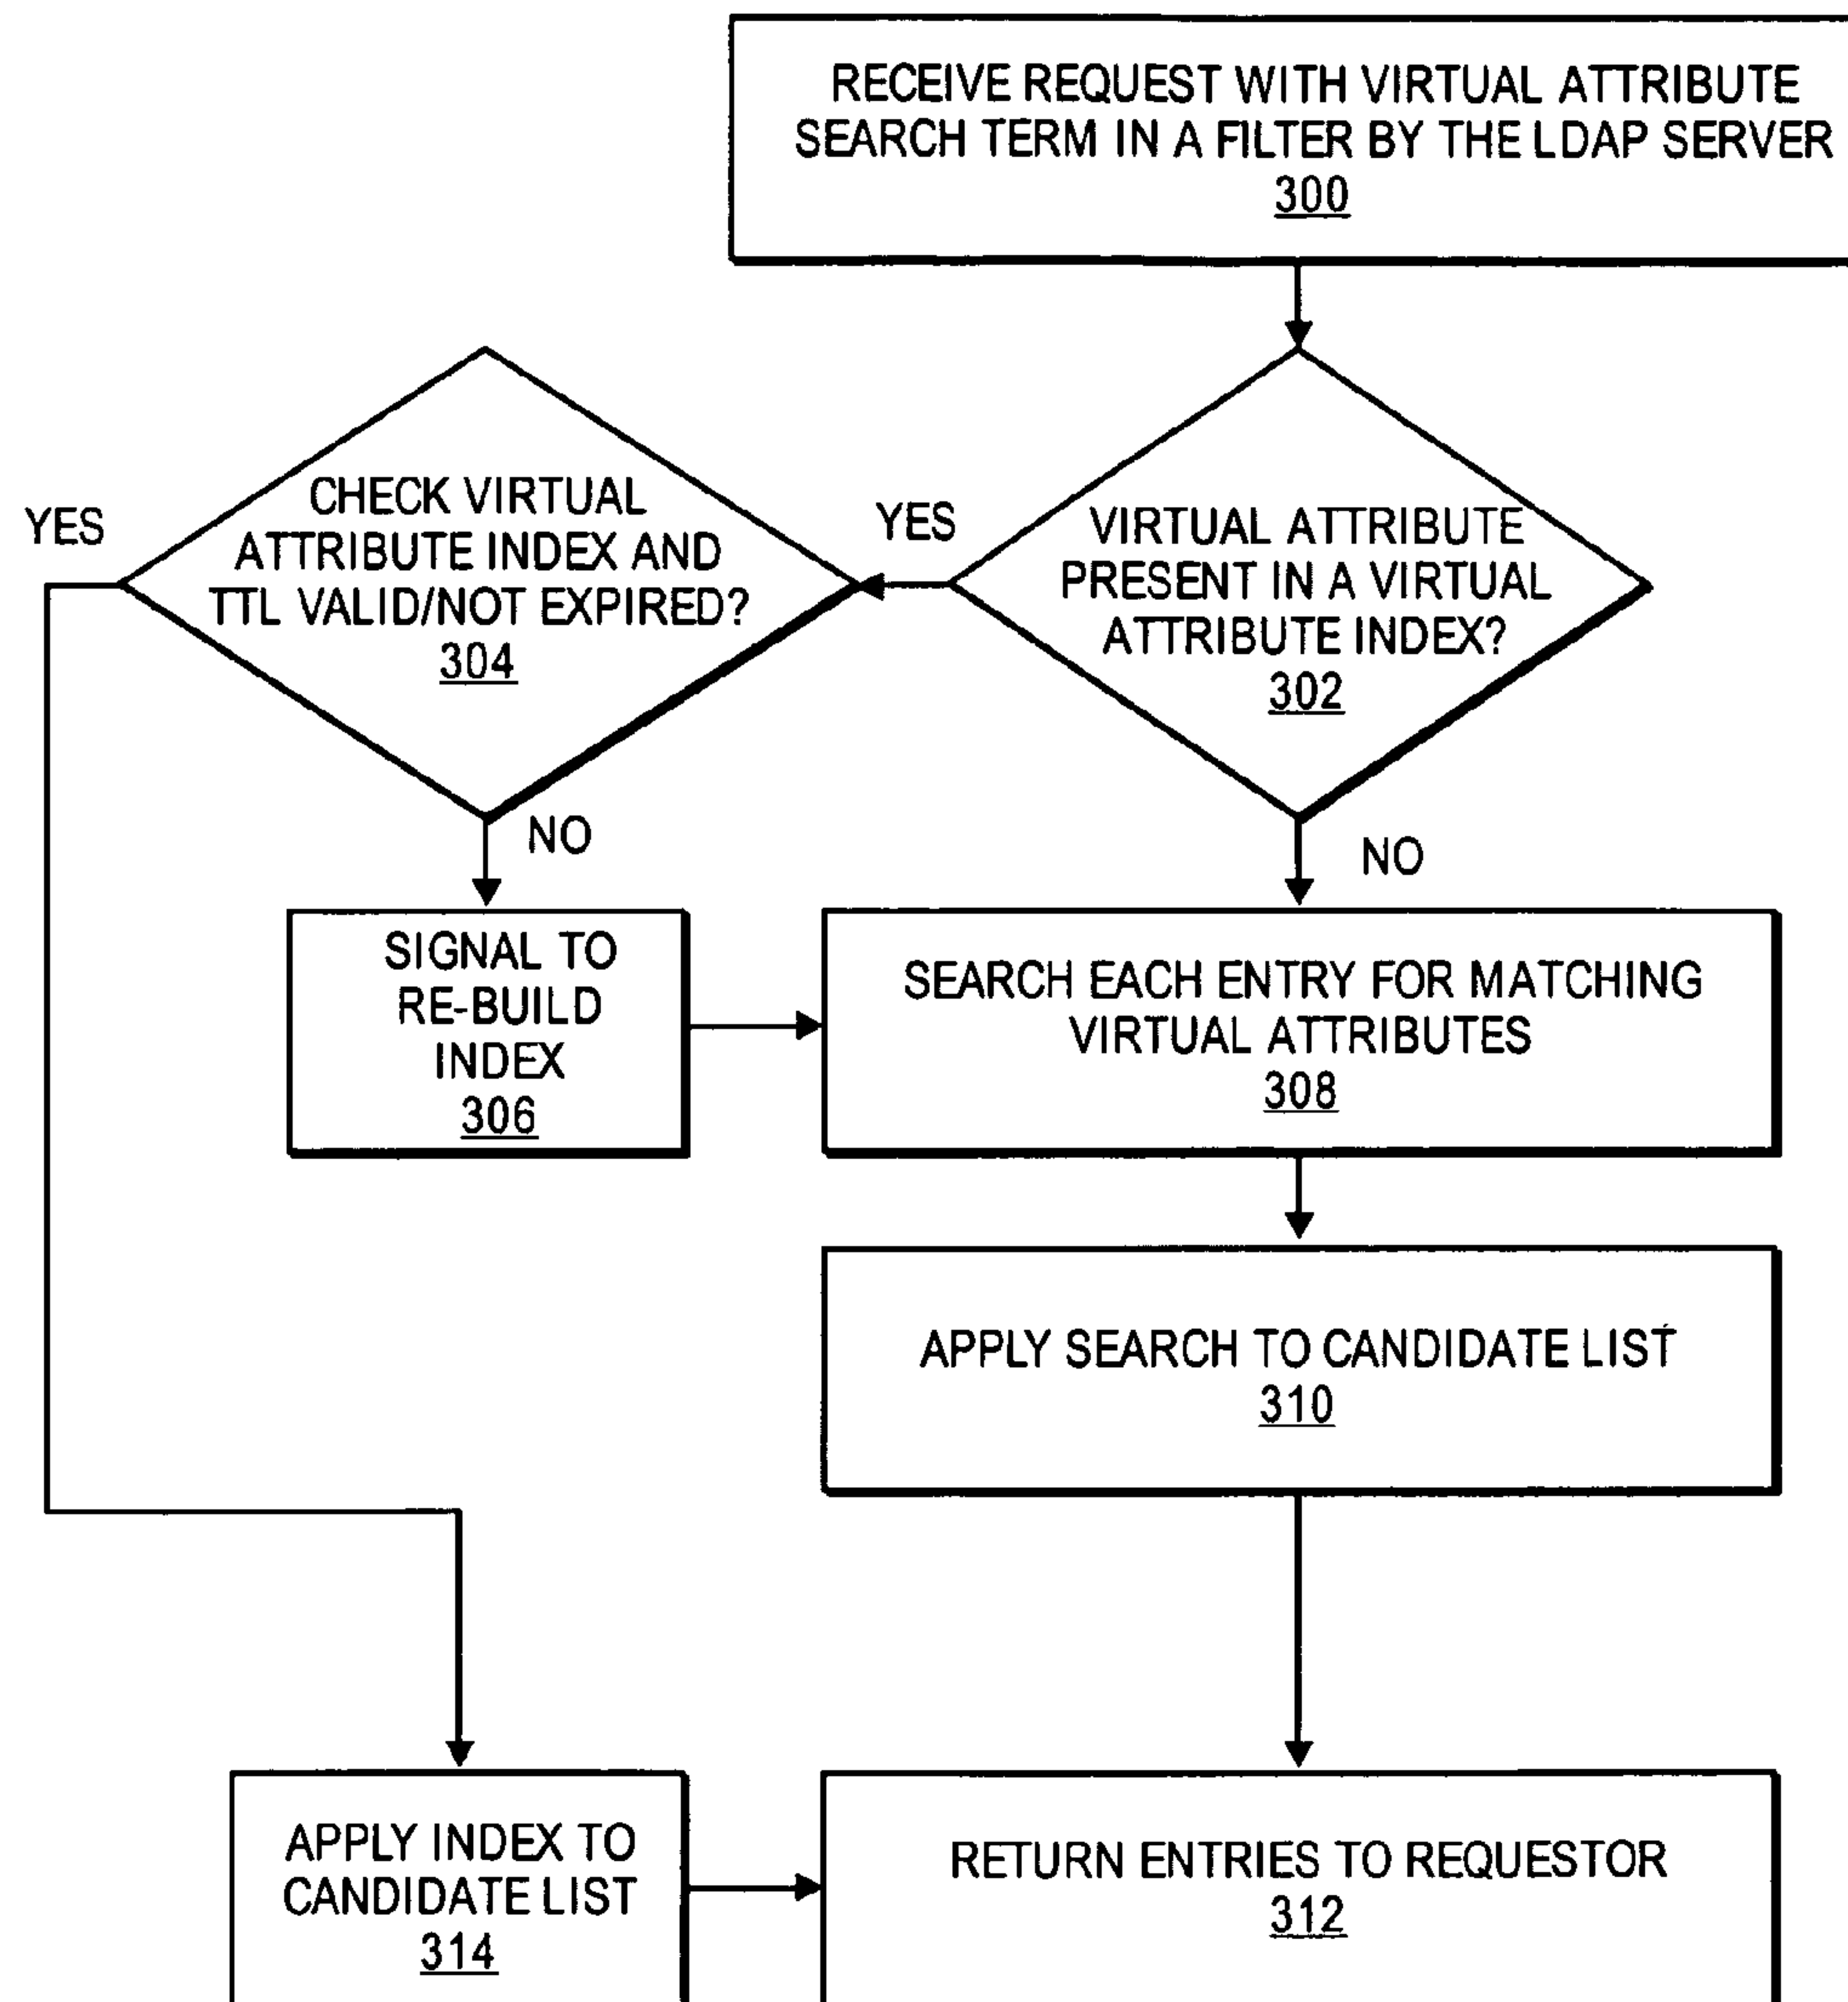 RECEIVE REQUEST WITH VIRTUAL ATTRIBUTE
SEARCH TERM IN A FILTER BY THE LDAP SERVER
300
YES
CHECK VIRTUAL
ATTRIBUTE INDEX AND
TTL VALID/NOT EXPIRED?
304
YES
VIRTUAL ATTRIBUTE
PRESENT IN A VIRTUAL
ATTRIBUTE INDEX?
302
NO
NO
SIGNAL TO
RE-BUILD
INDEX
306
SEARCH EACH ENTRY FOR MATCHING
VIRTUAL ATTRIBUTES
308
APPLY SEARCH TO CANDIDATE LIST
310
APPLY INDEX TO
CANDIDATE LIST
314
RETURN ENTRIES TO REQUESTOR
312